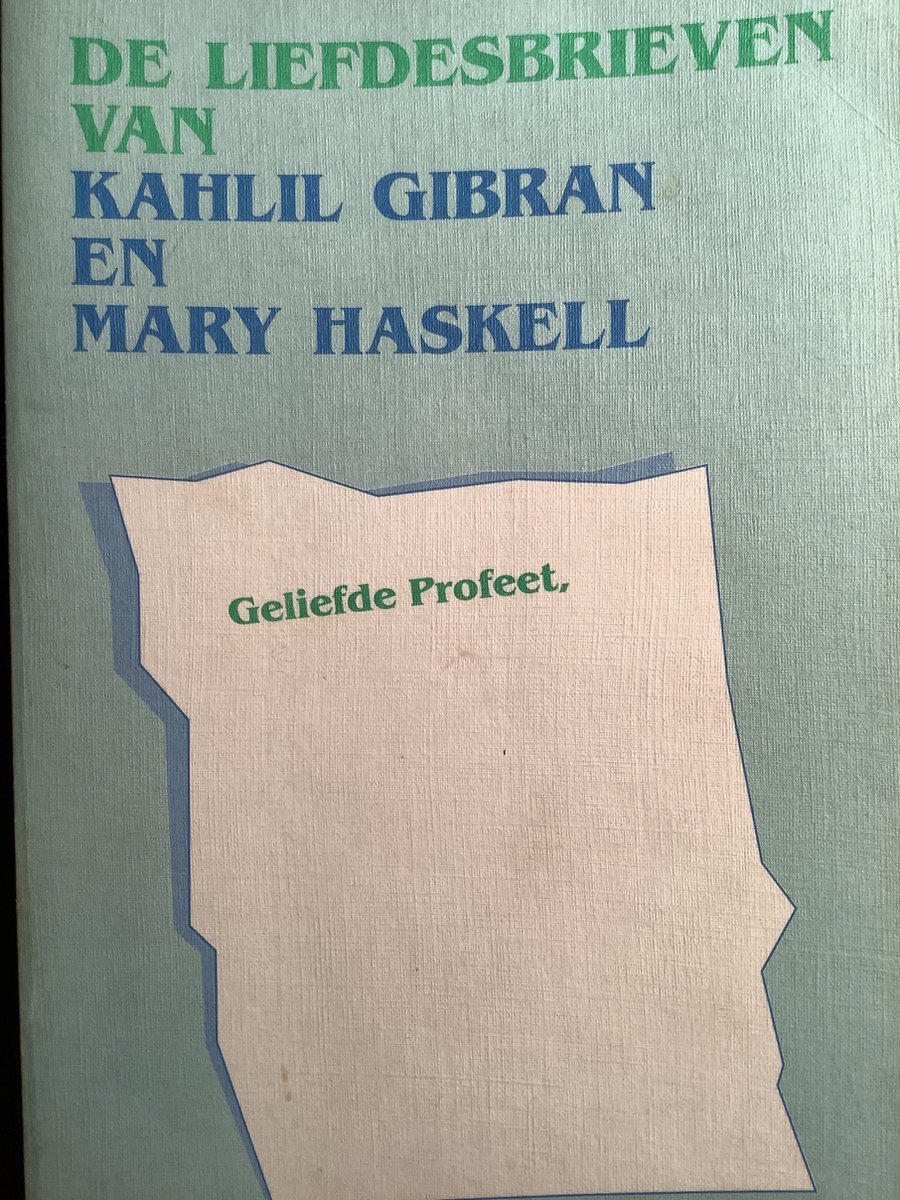 DE LIEFDESBRIEVEN
VAN
KAHLIL GIBRAN
EN
MARY HASKELL
Geliefde Profeet,